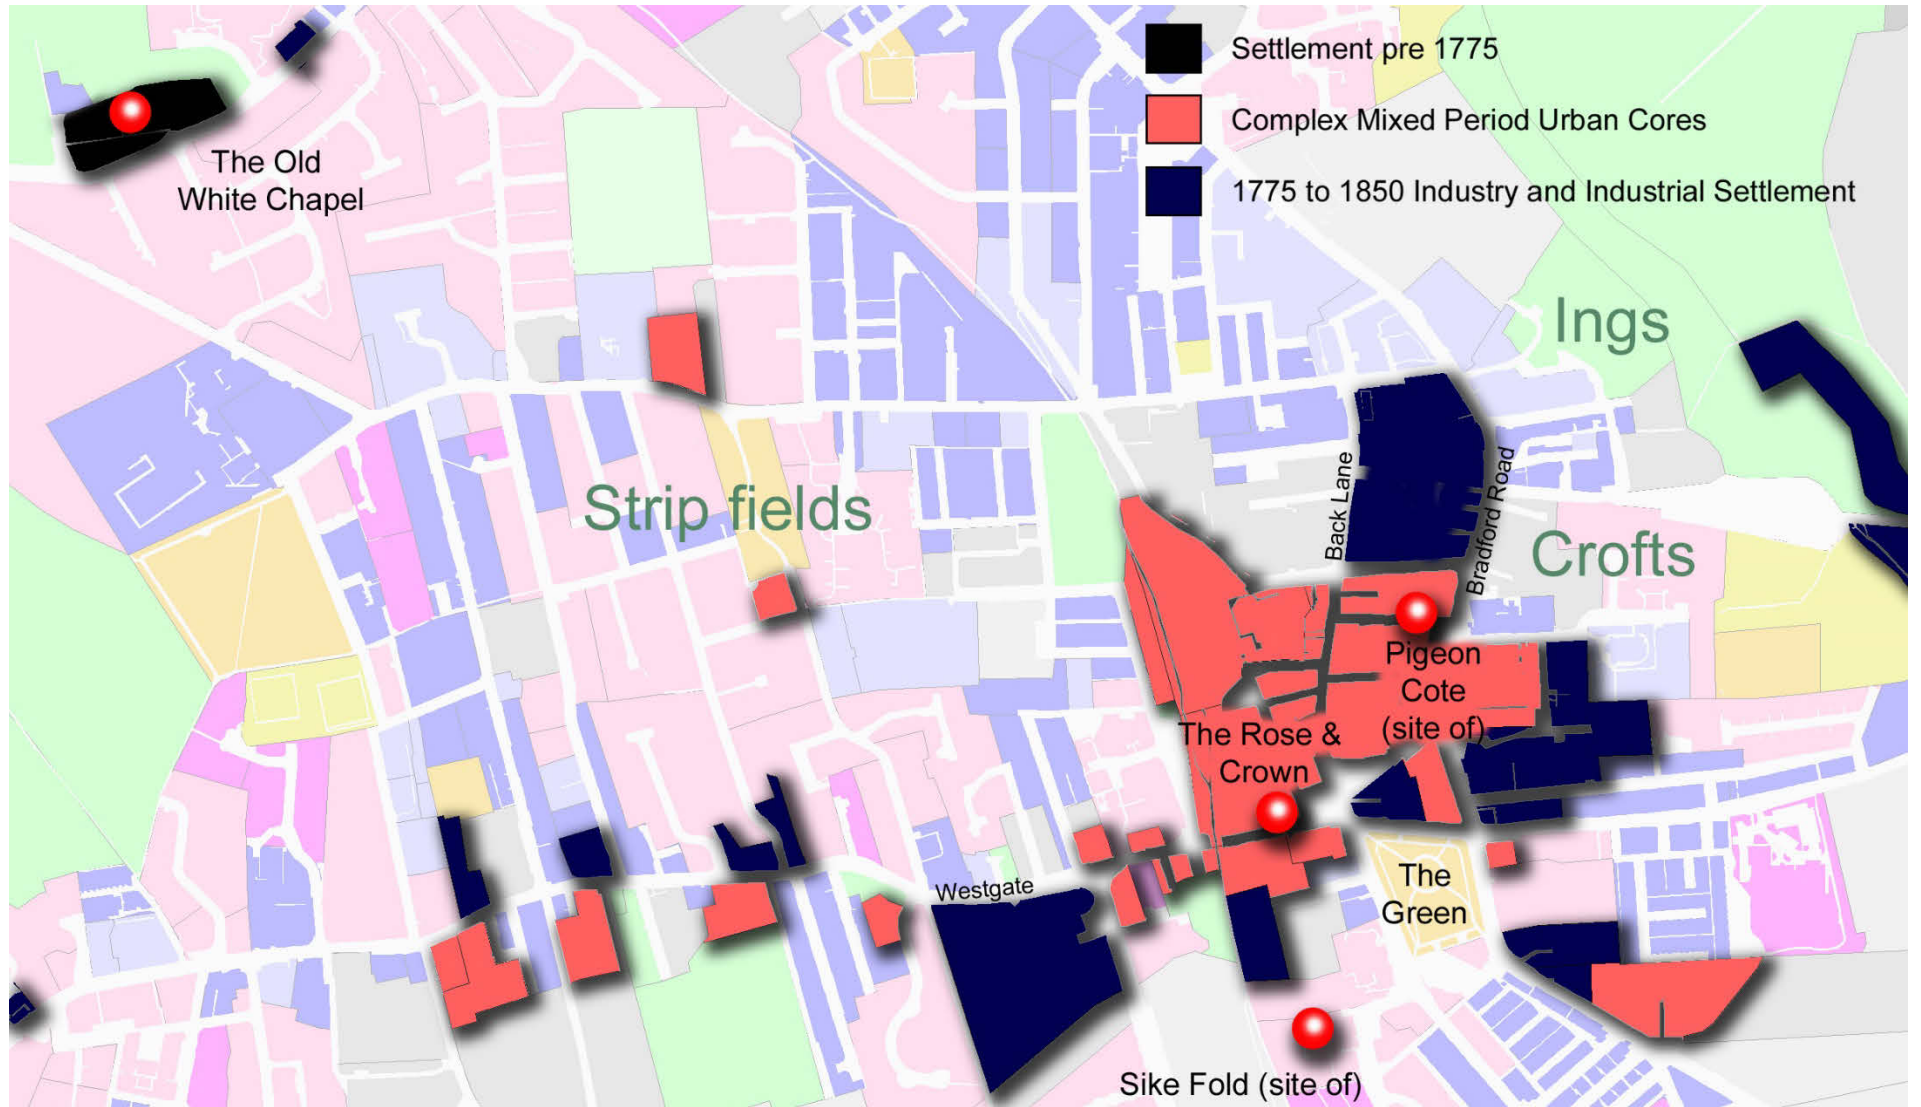 Settlement pre 1775
Complex Mixed Period Urban Cores
1775 to 1850 Industry and Industrial Settlement
The Old
White Chapel
Ings
Strip fields
Back Lane
Bradford Road
Crofts
Pigeon
Cote
(site of)
The Rose &
Crown
Westgate
The
Green
Sike Fold (site of)